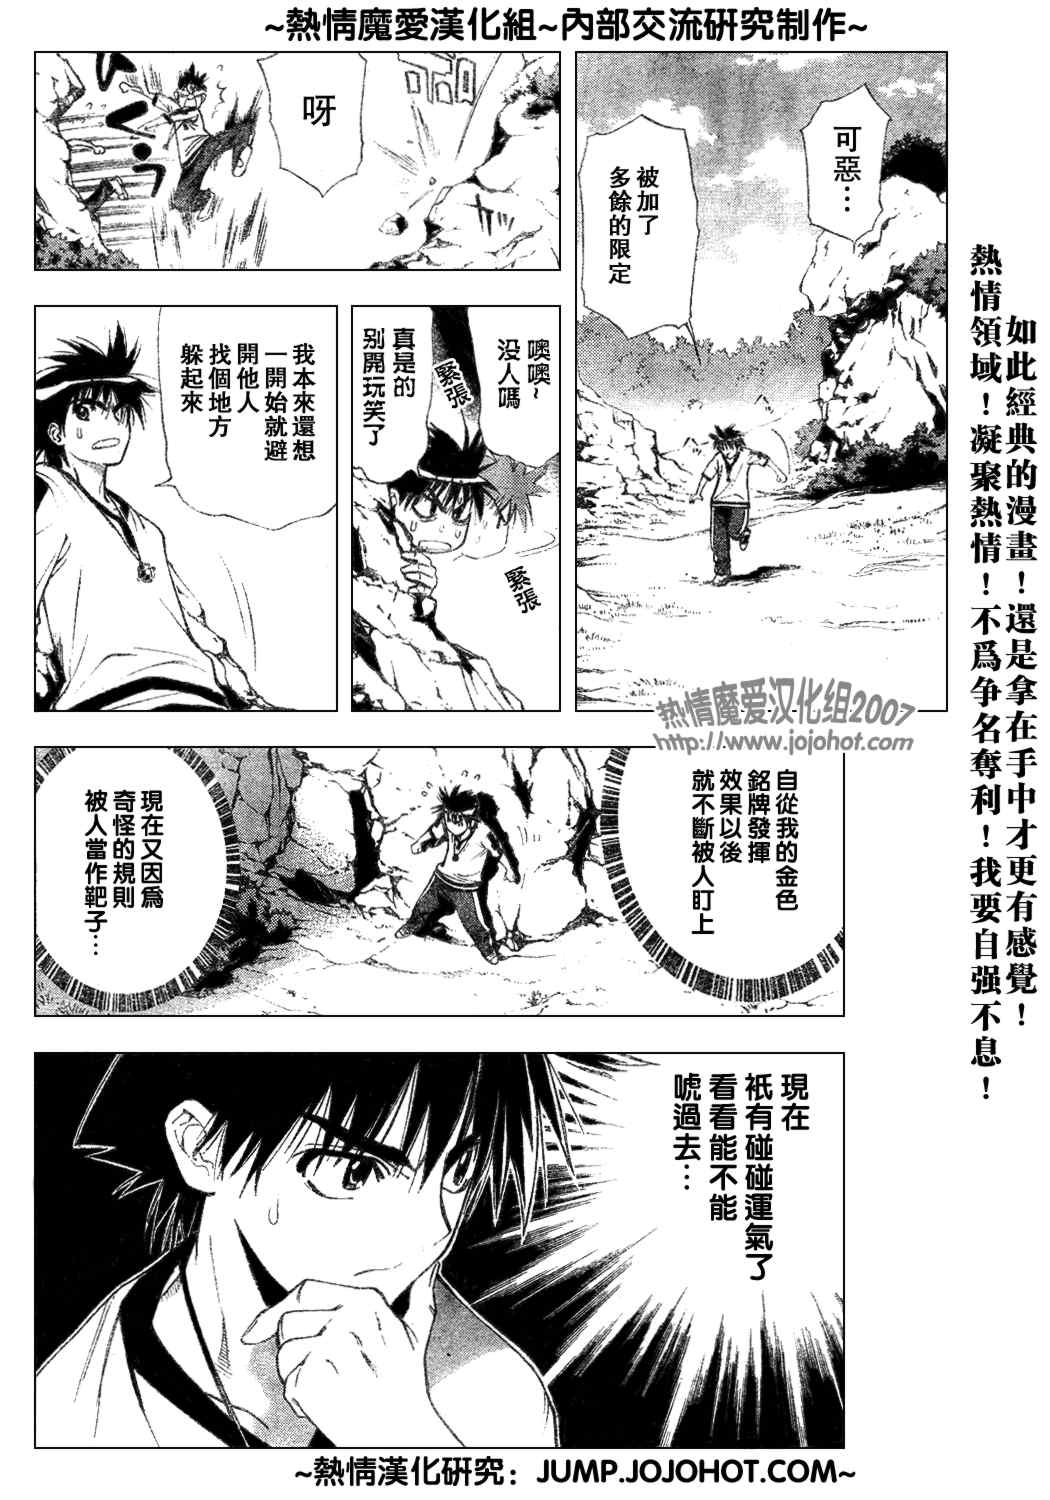 ~熱情魔愛漢化組~內部交流研究制作~
可惡…
被加了
多餘的限定
呀
噢噢~
没人嗎
真是的
别開玩笑了
緊張
緊張
我本來還想
一開始就避
開他人
找個地方
躲起來
熱情魔爱汉化组2007
http://www.jojohot.com
自從我的金色
銘牌發揮
效果以後
就不斷被人盯上
現在又因爲
奇怪的規則
被人當作靶子…
現在
衹有碰碰運氣了
看看能不能
唬過去…
如此經典的漫畫！還是拿在手中才更有感覺！
熱情領域！凝聚熱情！不爲争名奪利！我要自强不息！
~熱情漢化研究：JUMP.JOJOHOT.COM~